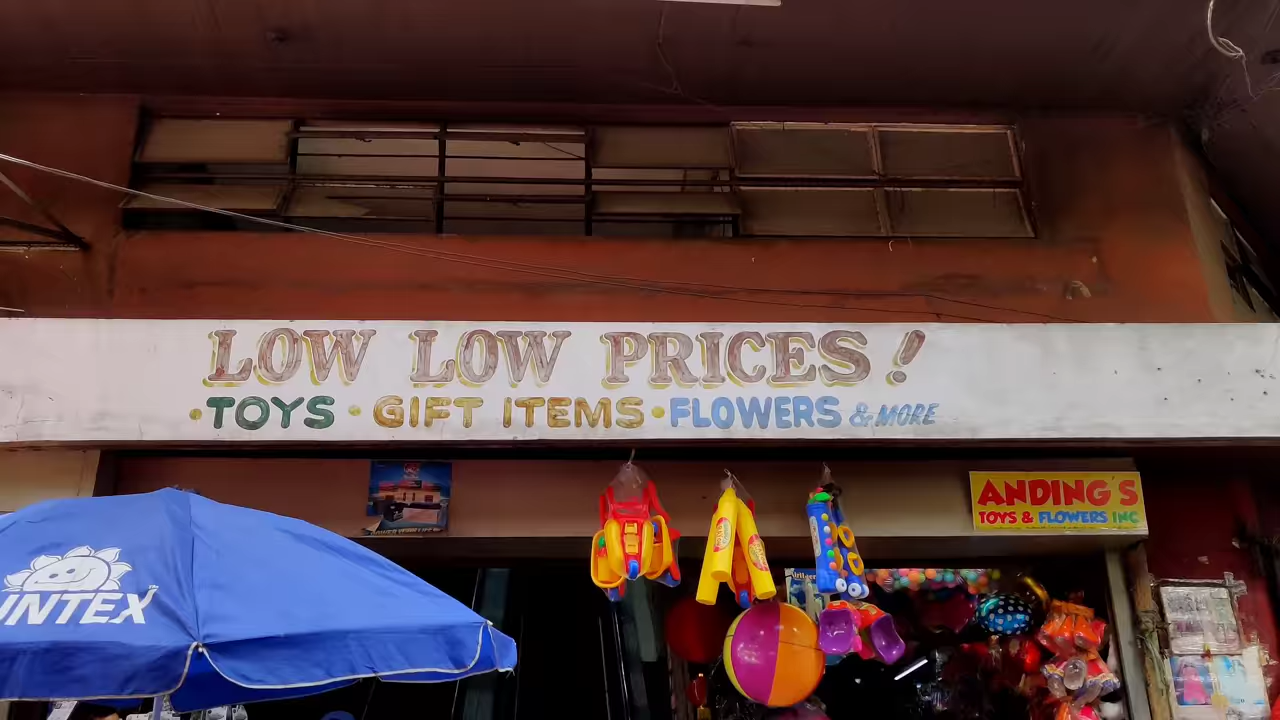 LOW LOW PRICES!
•TOYS •GIFT ITEMS •FLOWERS & MORE
ANDING'S
TOYS & FLOWERS INC.
INTEX